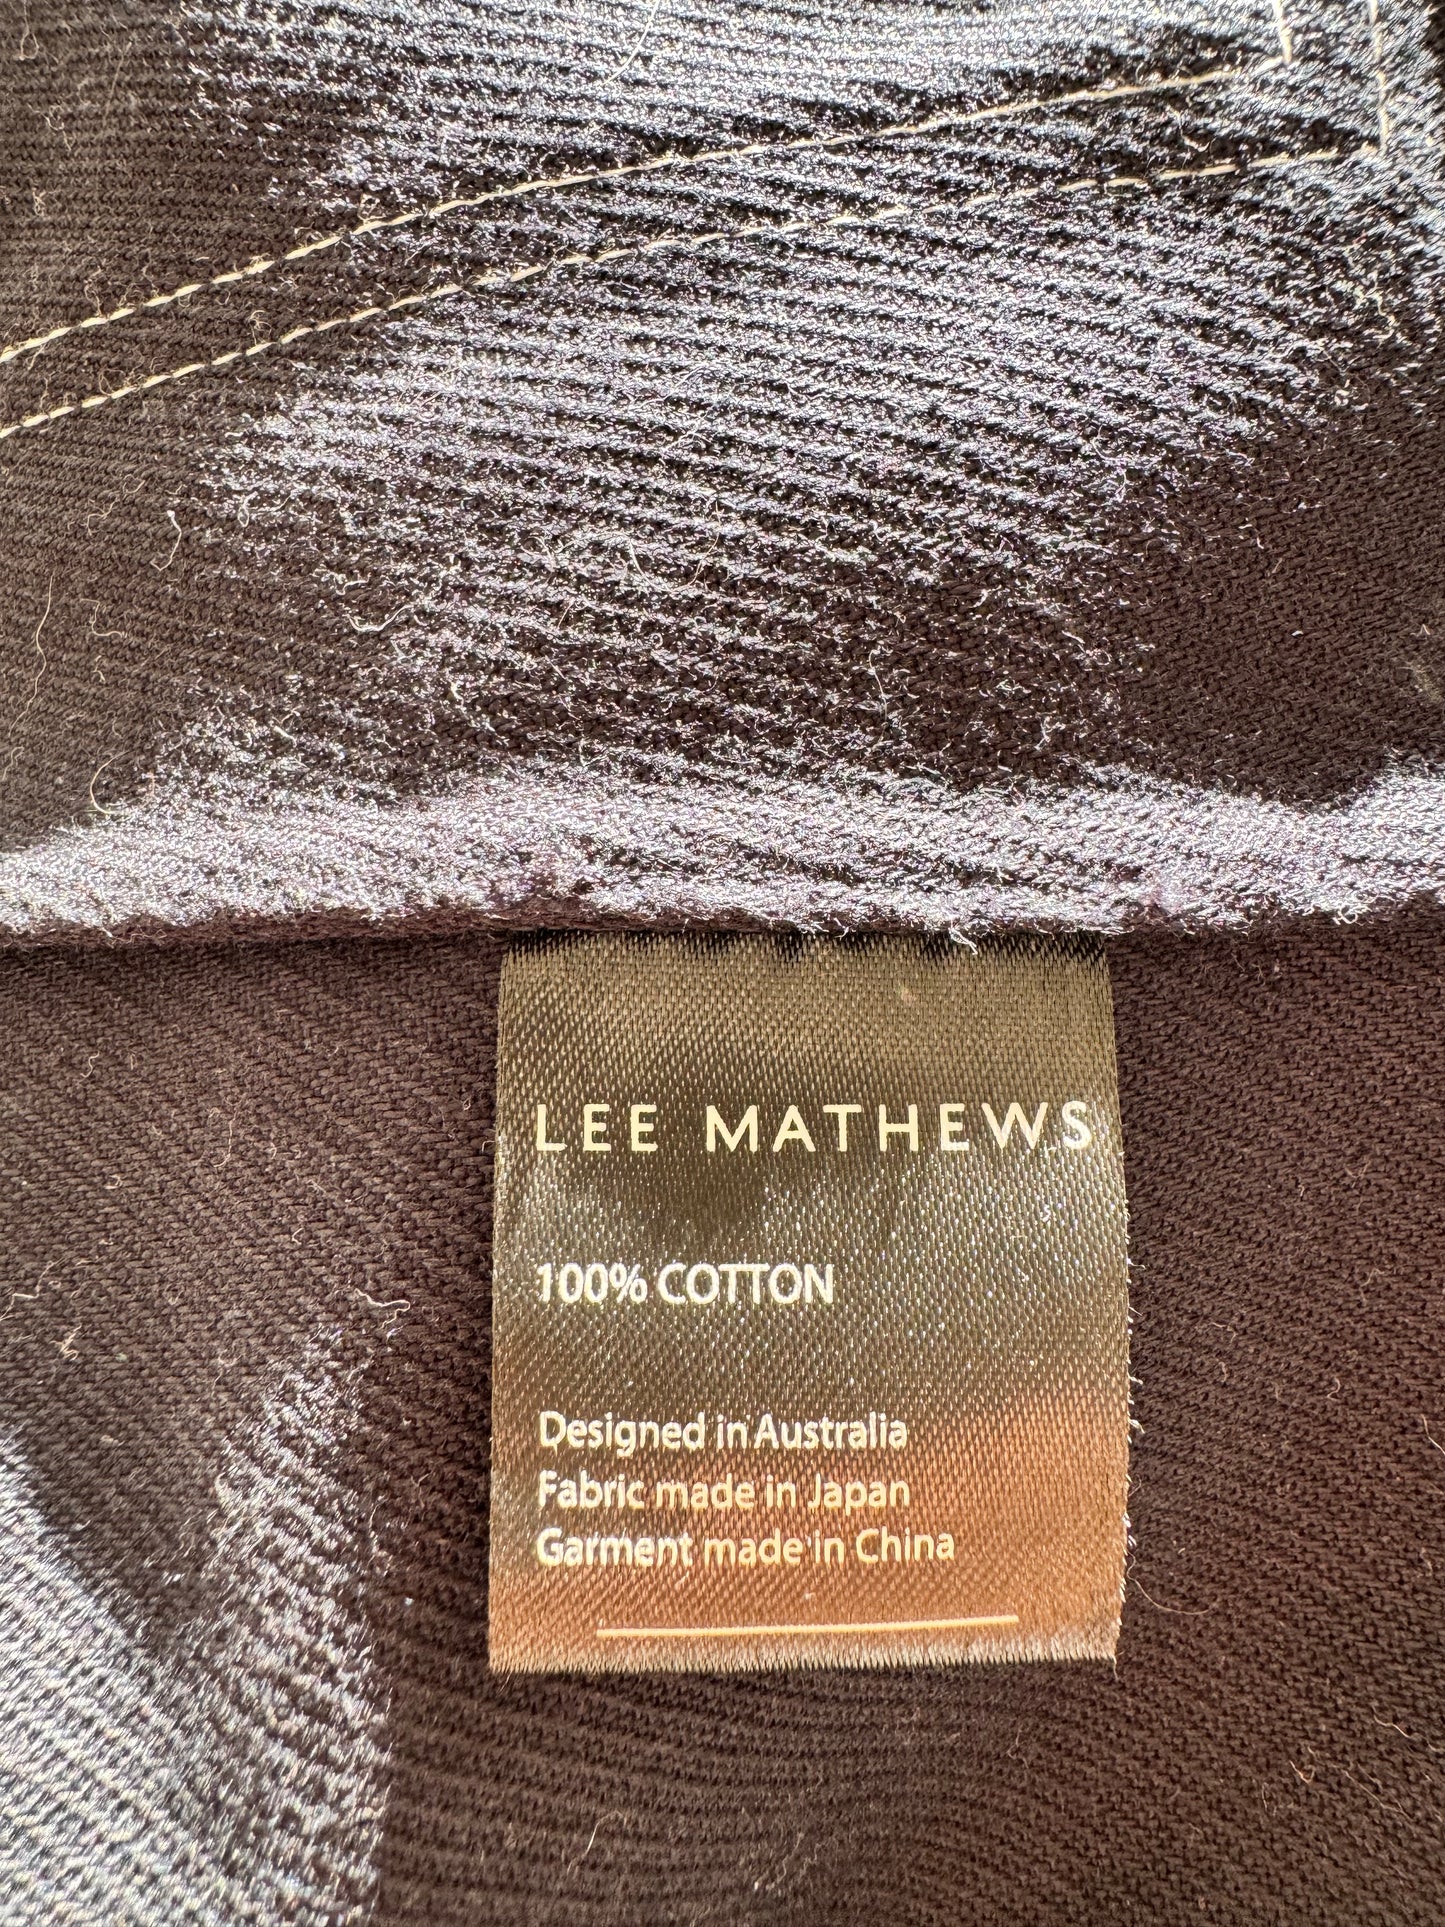 LEE MATHEWS
100% COTTON
Designed in Australia
Fabric made in Japan
Garment made in China